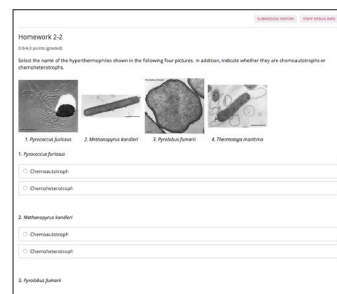 SUBMISSION HISTORY STAFF DEBUG INFO
Homework 2-2
0.0/4.0 points (graded)
Select the name of the hyperthermophiles shown in the following four pictures. In addition, indicate whether they are chemoautotrophs or
chemoheterotrophs.
1. Pyrococcus furiosus 2. Methanopyrus kandleri 3. Pyrolobus fumarii 4. Thermotoga maritima
1. Pyrococcus furiosus
Chemoautotroph
Chemoheterotroph
2. Methanopyrus kandleri
Chemoautotroph
Chemoheterotroph
3. Pyrolobus fumarii